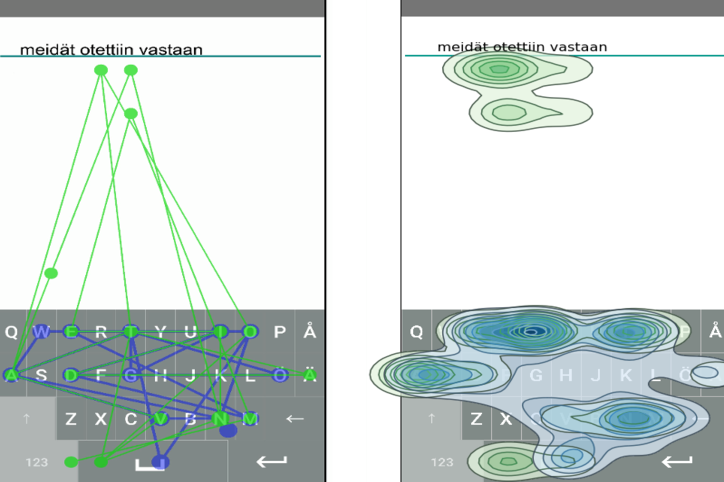 meidät otettiin vastaan
Q W E R T Y U I O P Å
A S D F G H J K L Ö Ä
↑ Z X C V B N M ←
123
meidät otettiin vastaan
Q P Å
G H J K L Ö
↑ Z X
123